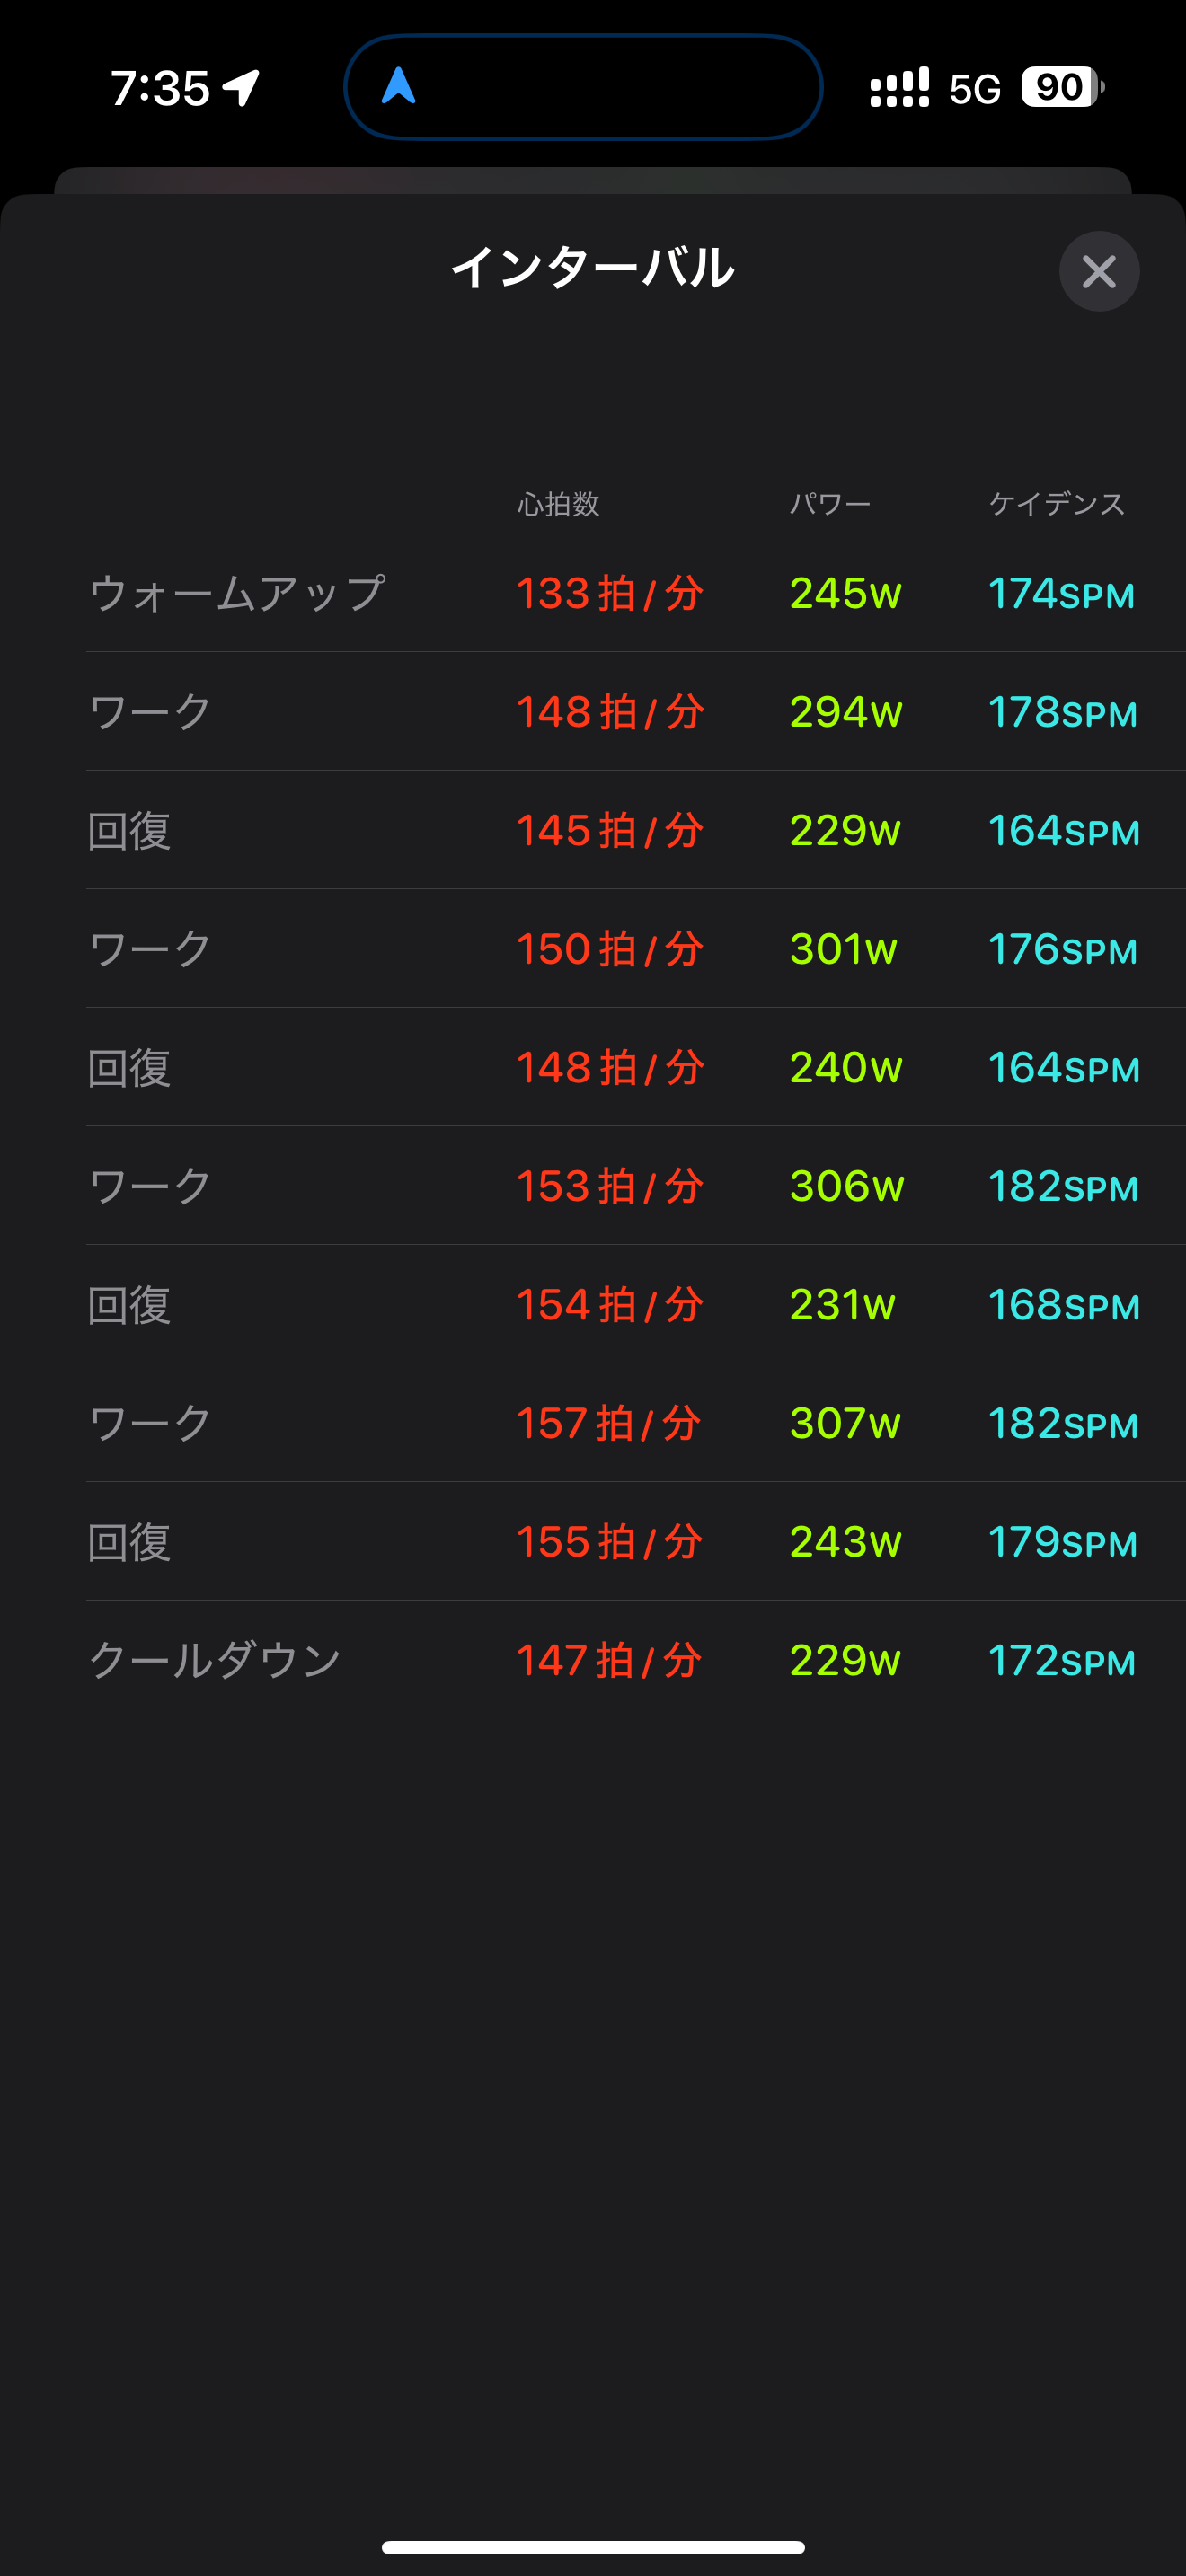 7:35 5G 90
インターバル
心拍数 パワー ケイデンス
ウォームアップ 133拍/分 245W 174SPM
ワーク 148拍/分 294W 178SPM
回復 145拍/分 229W 164SPM
ワーク 150拍/分 301W 176SPM
回復 148拍/分 240W 164SPM
ワーク 153拍/分 306W 182SPM
回復 154拍/分 231W 168SPM
ワーク 157拍/分 307W 182SPM
回復 155拍/分 243W 179SPM
クールダウン 147拍/分 229W 172SPM